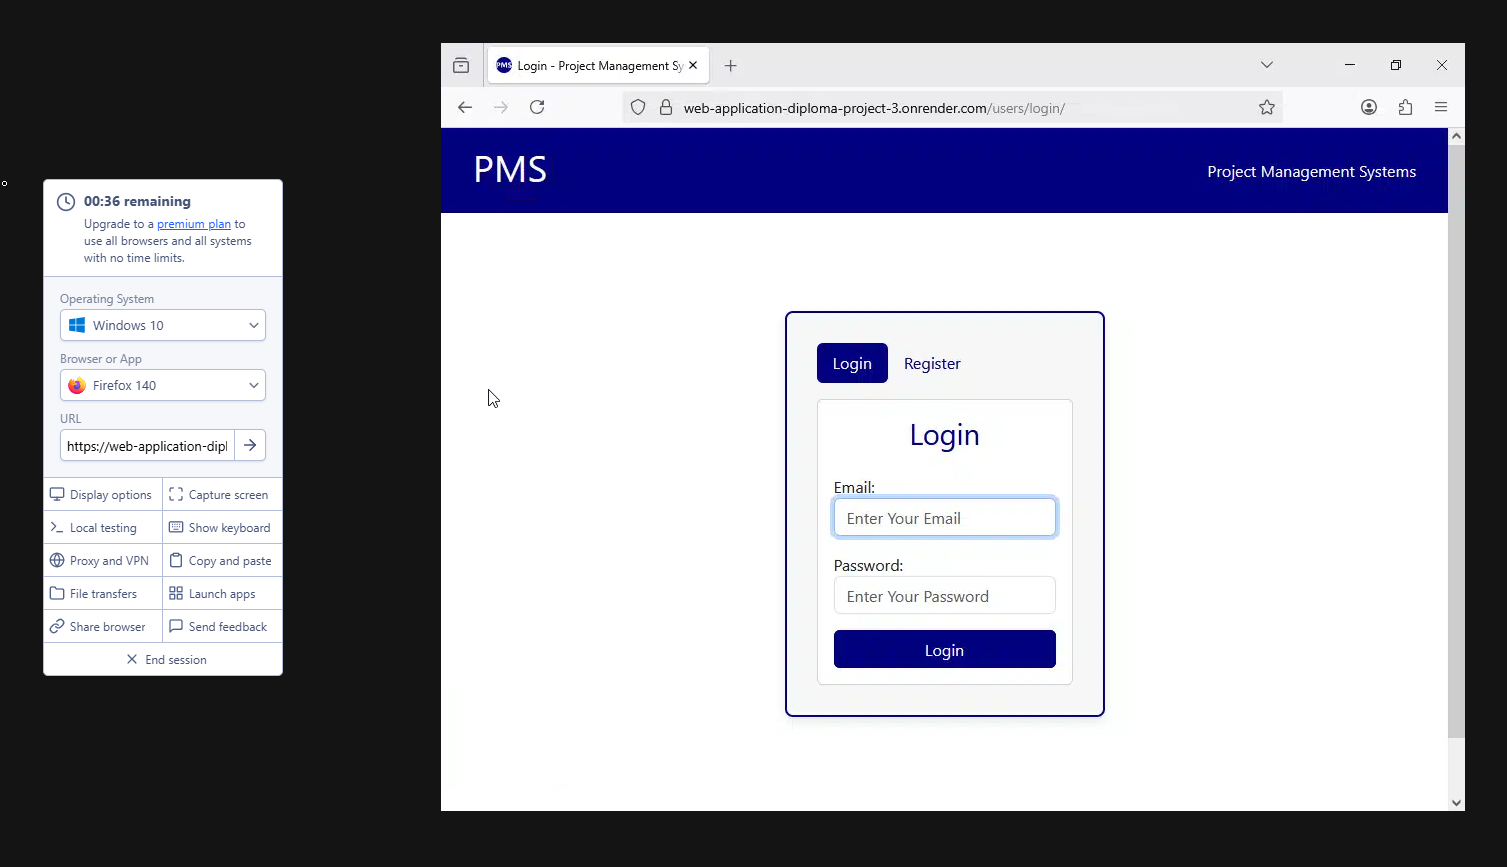 PMS Login - Project Management Sy
web-application-diploma-project-3.onrender.com/users/login/
PMS
Project Management Systems
00:36 remaining
Upgrade to a premium plan to
use all browsers and all systems
with no time limits.
Operating System
Windows 10
Browser or App
Firefox 140
URL
https://web-application-dipl
Display options
Capture screen
Local testing
Show keyboard
Proxy and VPN
Copy and paste
File transfers
Launch apps
Share browser
Send feedback
End session
Login
Register
Login
Email:
Enter Your Email
Password:
Enter Your Password
Login